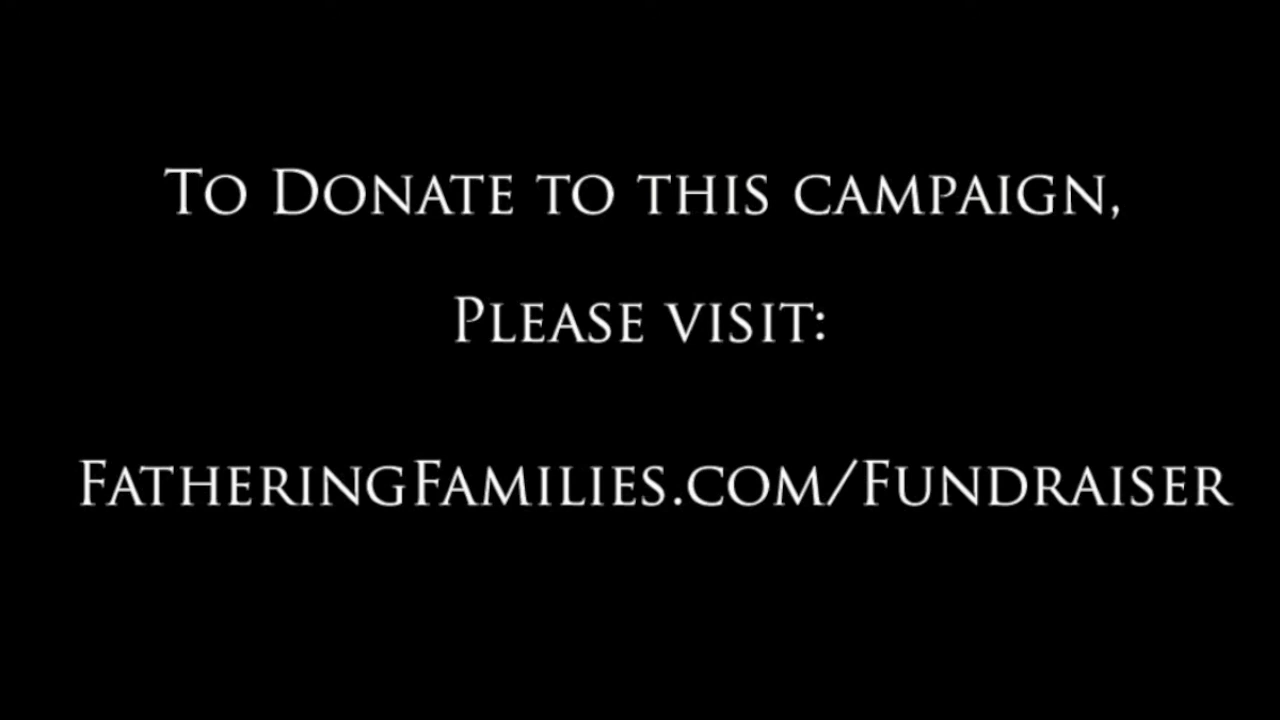 To Donate to this campaign,
Please visit:
FatheringFamilies.com/Fundraiser